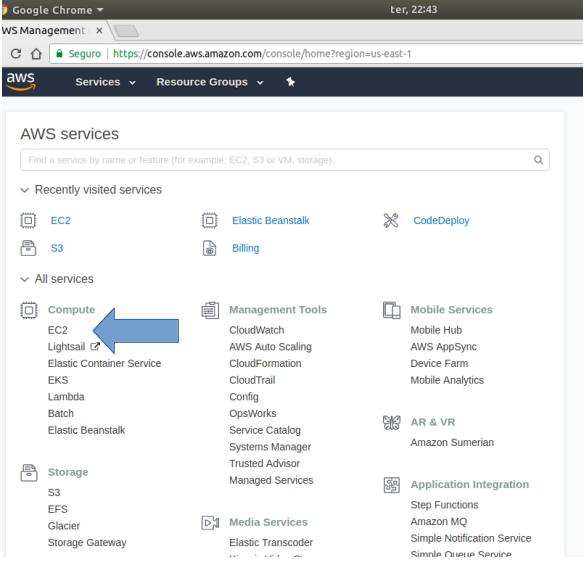 Google Chrome
ter, 22:43
WS Management
Seguro
https://console.aws.amazon.com/console/home?region=us-east-1
aws
Services
Resource Groups
AWS services
Find a service by name or feature (for example, EC2, S3 or VM, storage).
Recently visited services
EC2
Elastic Beanstalk
CodeDeploy
S3
Billing
All services
Compute
EC2
Lightsail
Elastic Container Service
EKS
Lambda
Batch
Elastic Beanstalk
Storage
S3
EFS
Glacier
Storage Gateway
Management Tools
CloudWatch
AWS Auto Scaling
CloudFormation
CloudTrail
Config
OpsWorks
Service Catalog
Systems Manager
Trusted Advisor
Managed Services
Media Services
Elastic Transcoder
Mobile Services
Mobile Hub
AWS AppSync
Device Farm
Mobile Analytics
AR & VR
Amazon Sumerian
Application Integration
Step Functions
Amazon MQ
Simple Notification Service
Simple Queue Service